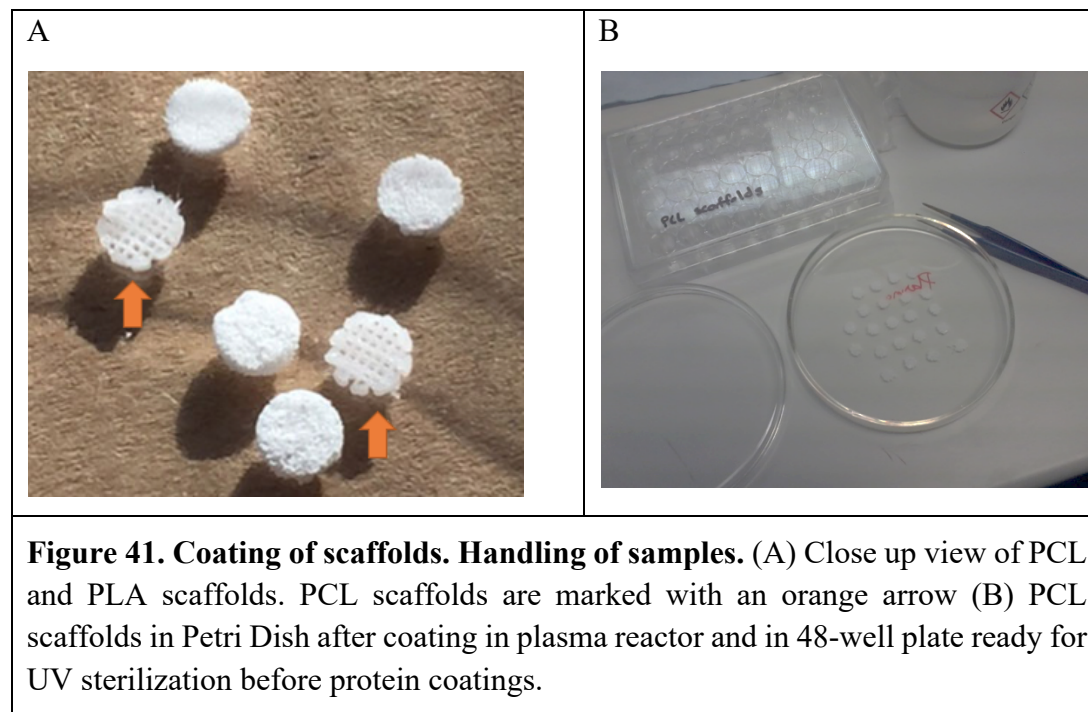 A
B
PCL scaffolds
Figure 41. Coating of scaffolds. Handling of samples. (A) Close up view of PCL
and PLA scaffolds. PCL scaffolds are marked with an orange arrow (B) PCL
scaffolds in Petri Dish after coating in plasma reactor and in 48-well plate ready for
UV sterilization before protein coatings.